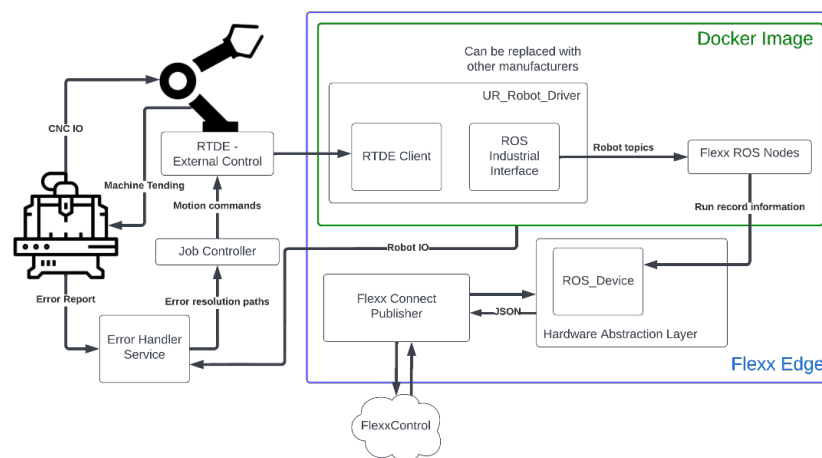 Docker Image
Can be replaced with
other manufacturers
UR_Robot_Driver
CNC IO
RTDE -
External Control
RTDE Client
ROS
Industrial
Interface
Robot topics
Flexx ROS Nodes
Machine Tending
Motion commands
Run record information
Job Controller
Robot IO
ROS_Device
Error Report
Error resolution paths
Flexx Connect
Publisher
JSON
Hardware Abstraction Layer
Error Handler
Service
Flexx Edge
FlexxControl